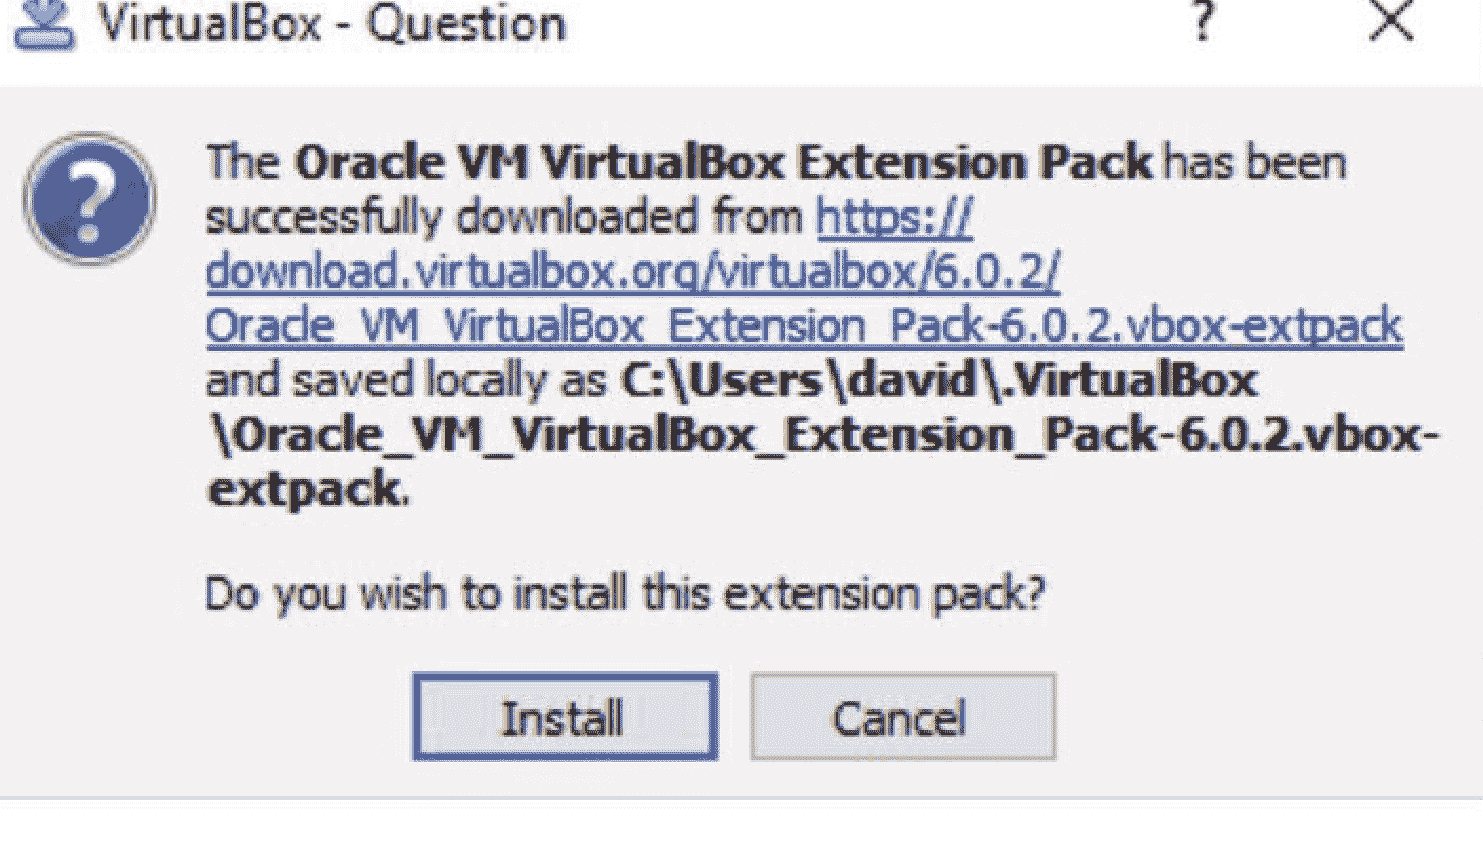 VirtualBox - Question
?
The Oracle VM VirtualBox Extension Pack has been
successfully downloaded from https://
download.virtualbox.org/virtualbox/6.0.2/
Oracle_VM_VirtualBox_Extension_Pack-6.0.2.vbox-extpack
and saved locally as C:\Users\david\.VirtualBox
\Oracle_VM_VirtualBox_Extension_Pack-6.0.2.vbox-
extpack.
Do you wish to install this extension pack?
Install
Cancel